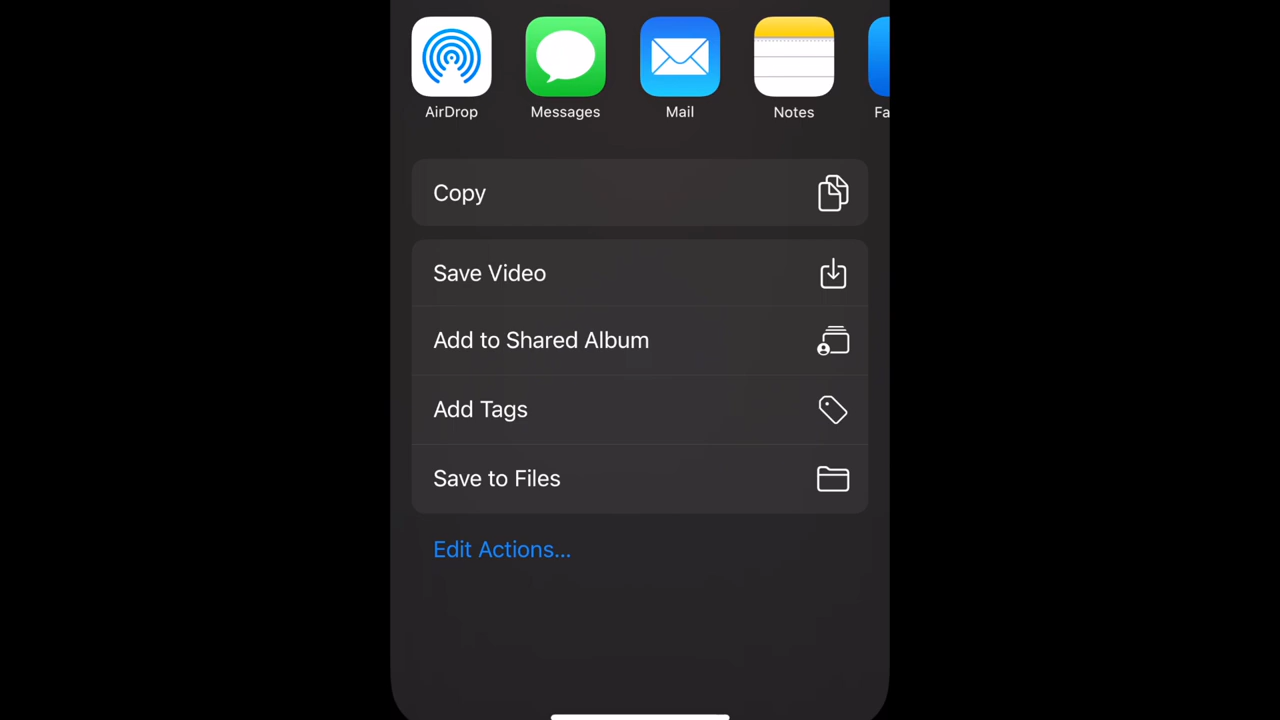 AirDrop Messages Mail Notes Fa
Copy
Save Video
Add to Shared Album
Add Tags
Save to Files
Edit Actions...